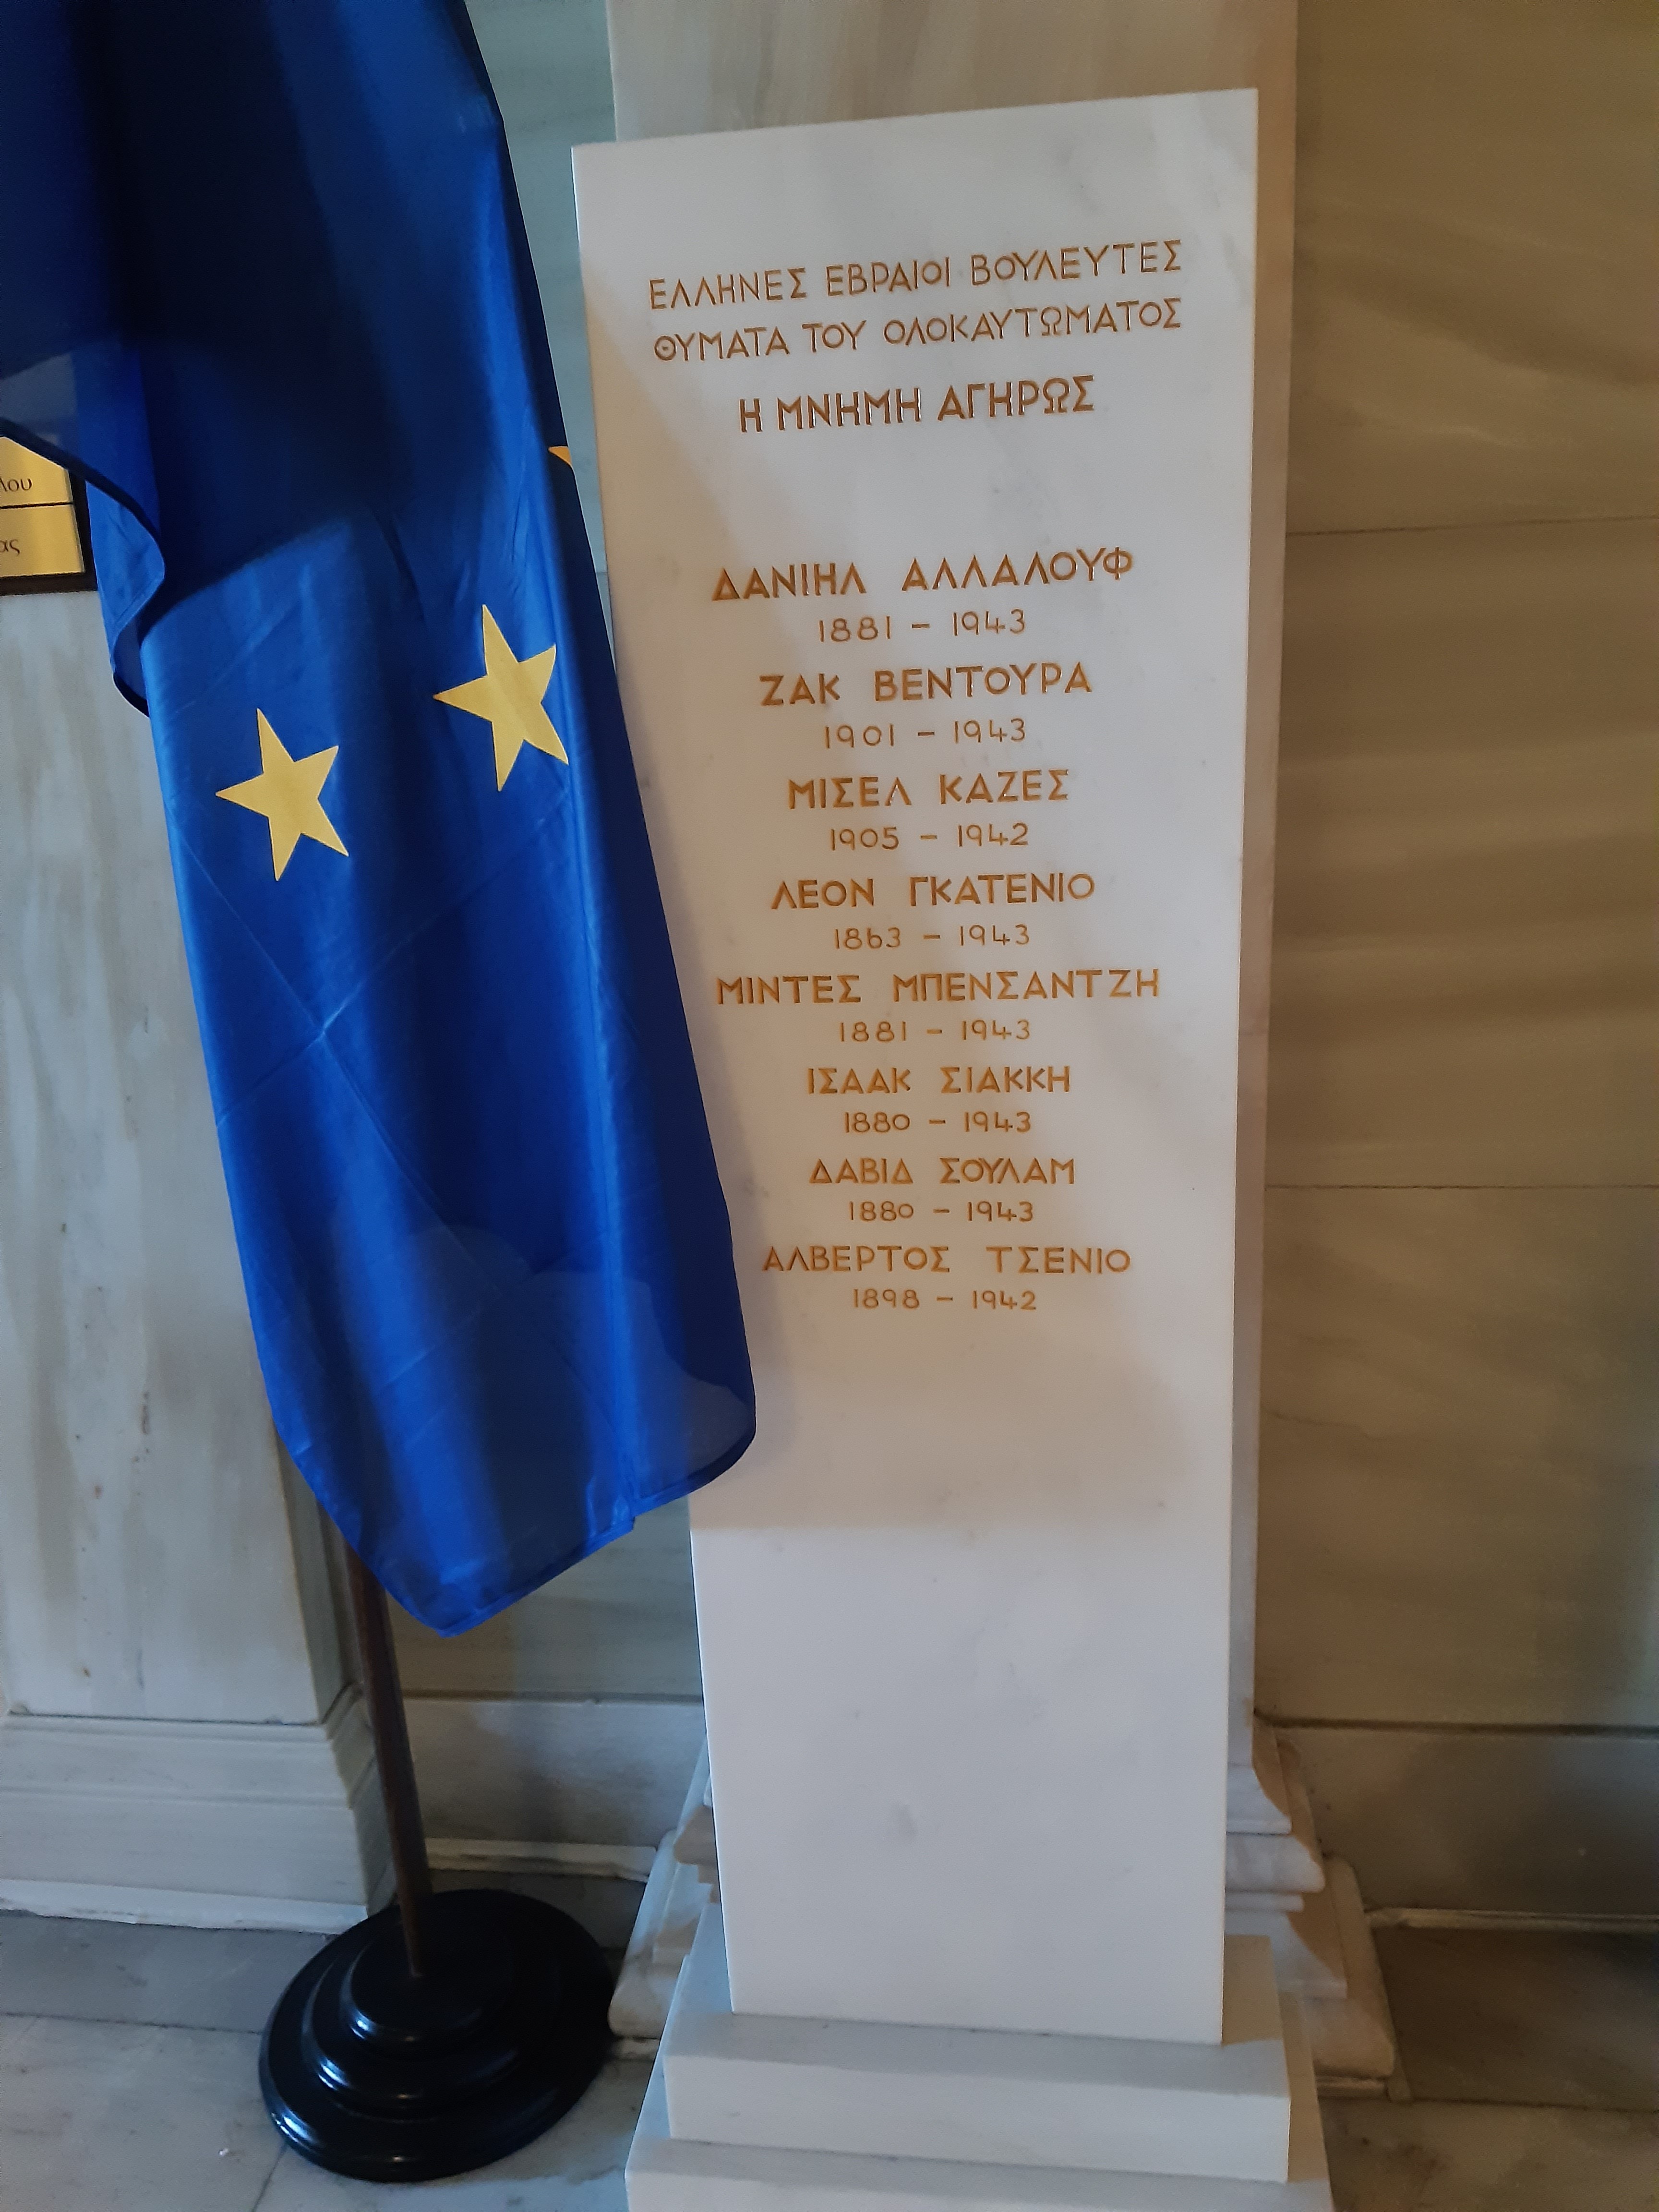 ΕΛΛΗΝΕΣ ΕΒΡΑΙΟΙ ΒΟΥΛΕΥΤΕΣ
ΘΥΜΑΤΑ ΤΟΥ ΟΛΟΚΑΥΤΩΜΑΤΟΣ
Η ΜΝΗΜΗ ΑΓΗΡΩΣ
ΔΑΝΙΗΛ ΑΛΛΑΛΟΥΦ
1881 – 1943
ΖΑΚ ΒΕΝΤΟΥΡΑ
1901 – 1943
ΜΙΣΕΛ ΚΑΖΕΣ
1905 – 1942
ΛΕΟΝ ΓΚΑΤΕΝΙΟ
1863 – 1943
ΜΙΝΤΕΣ ΜΠΕΝΣΑΝΤΖΗ
1881 – 1943
ΙΣΑΑΚ ΣΙΑΚΚΗ
1880 – 1943
ΔΑΒΙΔ ΣΟΥΛΑΜ
1880 – 1943
ΑΛΒΕΡΤΟΣ ΤΣΕΝΙΟ
1898 – 1942